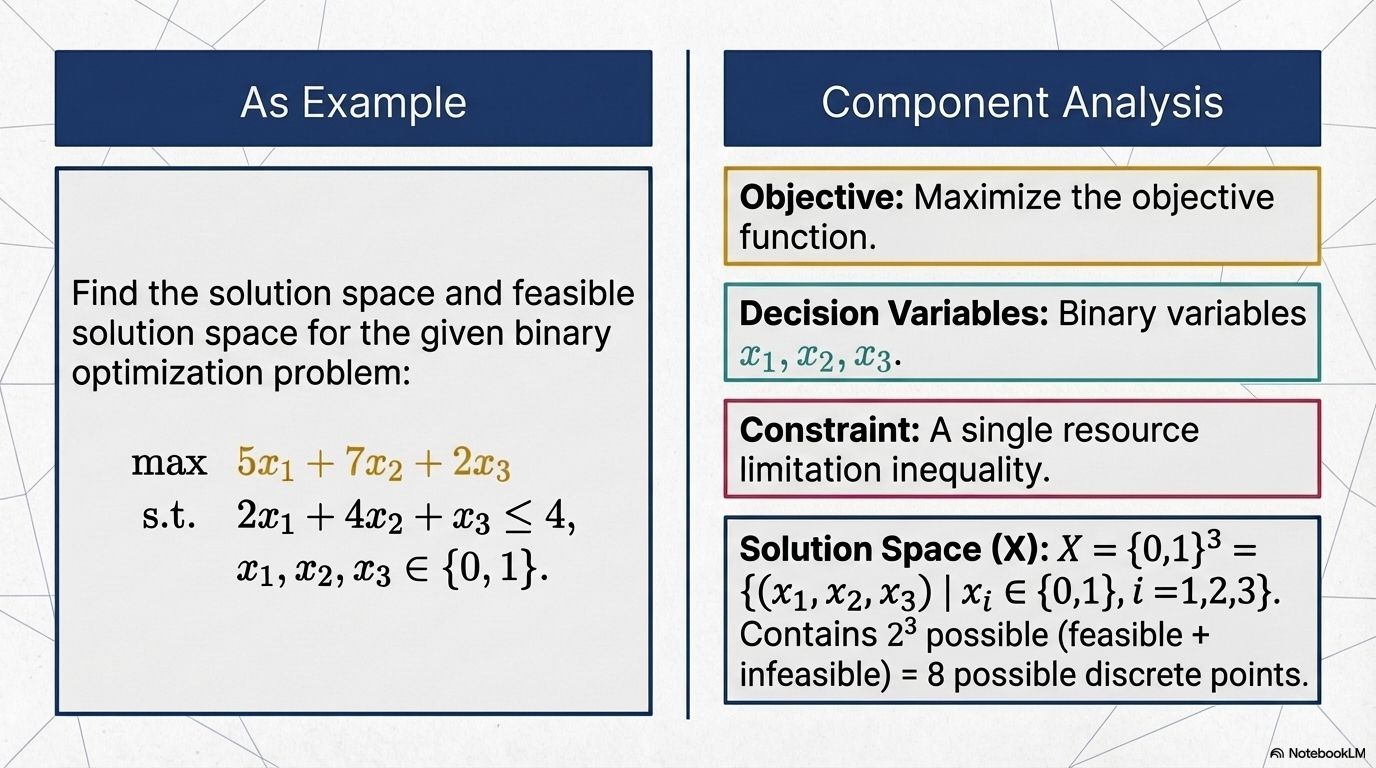 As Example
Find the solution space and feasible
solution space for the given binary
optimization problem:
max 5x₁ + 7x₂ + 2x₃
s.t. 2x₁ + 4x₂ + x₃ ≤ 4,
x₁, x₂, x₃ ∈ {0, 1}.
Component Analysis
Objective: Maximize the objective
function.
Decision Variables: Binary variables
x₁, x₂, x₃.
Constraint: A single resource
limitation inequality.
Solution Space (X): X = {0,1}³ =
{(x₁, x₂, x₃) | xᵢ ∈ {0,1}, i =1,2,3}.
Contains 2³ possible (feasible +
infeasible) = 8 possible discrete points.
NotebookLM